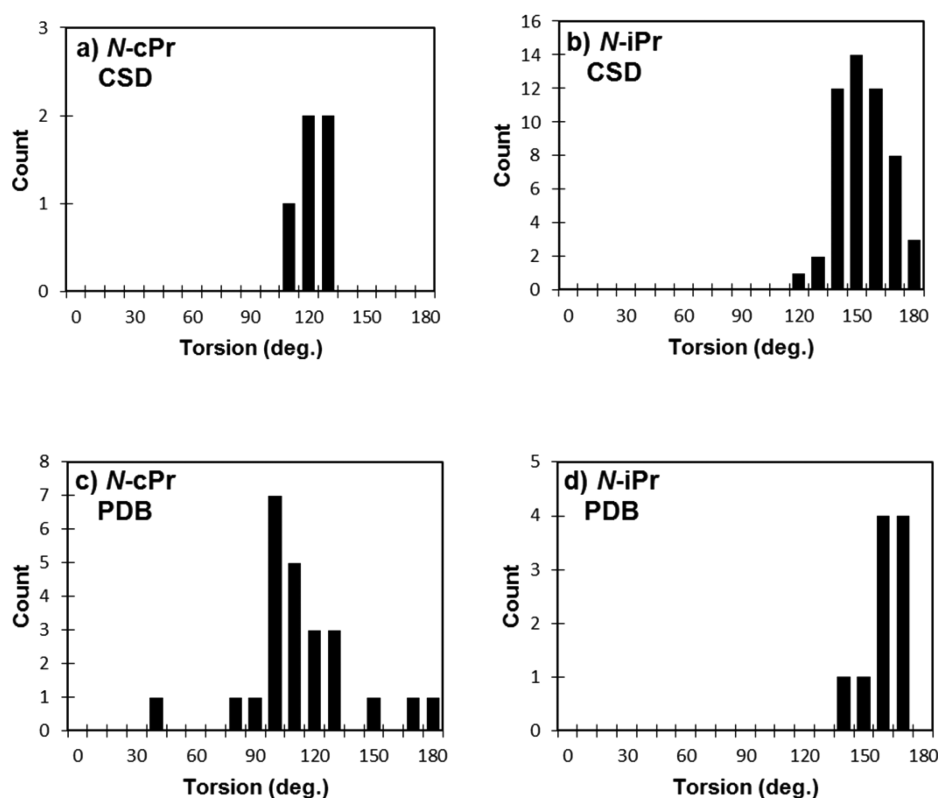 a) N-cPr
CSD
3
2
1
0
Count
0 30 60 90 120 150 180
Torsion (deg.)
b) N-iPr
CSD
16
14
12
10
8
6
4
2
0
Count
0 30 60 90 120 150 180
Torsion (deg.)
c) N-cPr
PDB
8
7
6
5
4
3
2
1
0
Count
0 30 60 90 120 150 180
Torsion (deg.)
d) N-iPr
PDB
5
4
3
2
1
0
Count
0 30 60 90 120 150 180
Torsion (deg.)